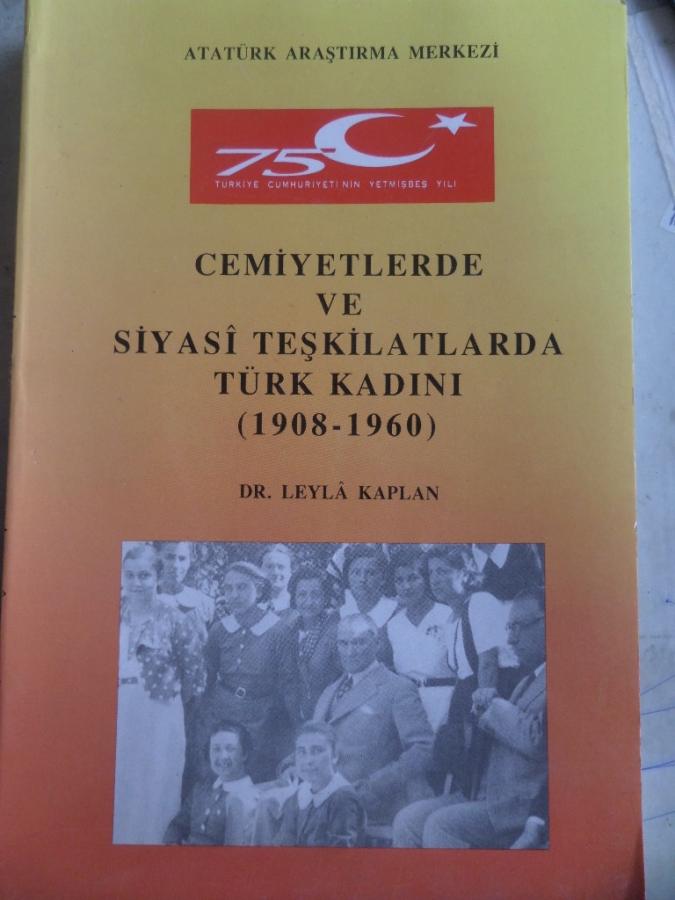 ATATÜRK ARAŞTIRMA MERKEZİ
75
TÜRKİYE CUMHURİYETİ'NİN YETMİŞBEŞ YILI
CEMİYETLERDE
VE
SİYASÎ TEŞKİLATLARDA
TÜRK KADINI
(1908-1960)
DR. LEYLÂ KAPLAN